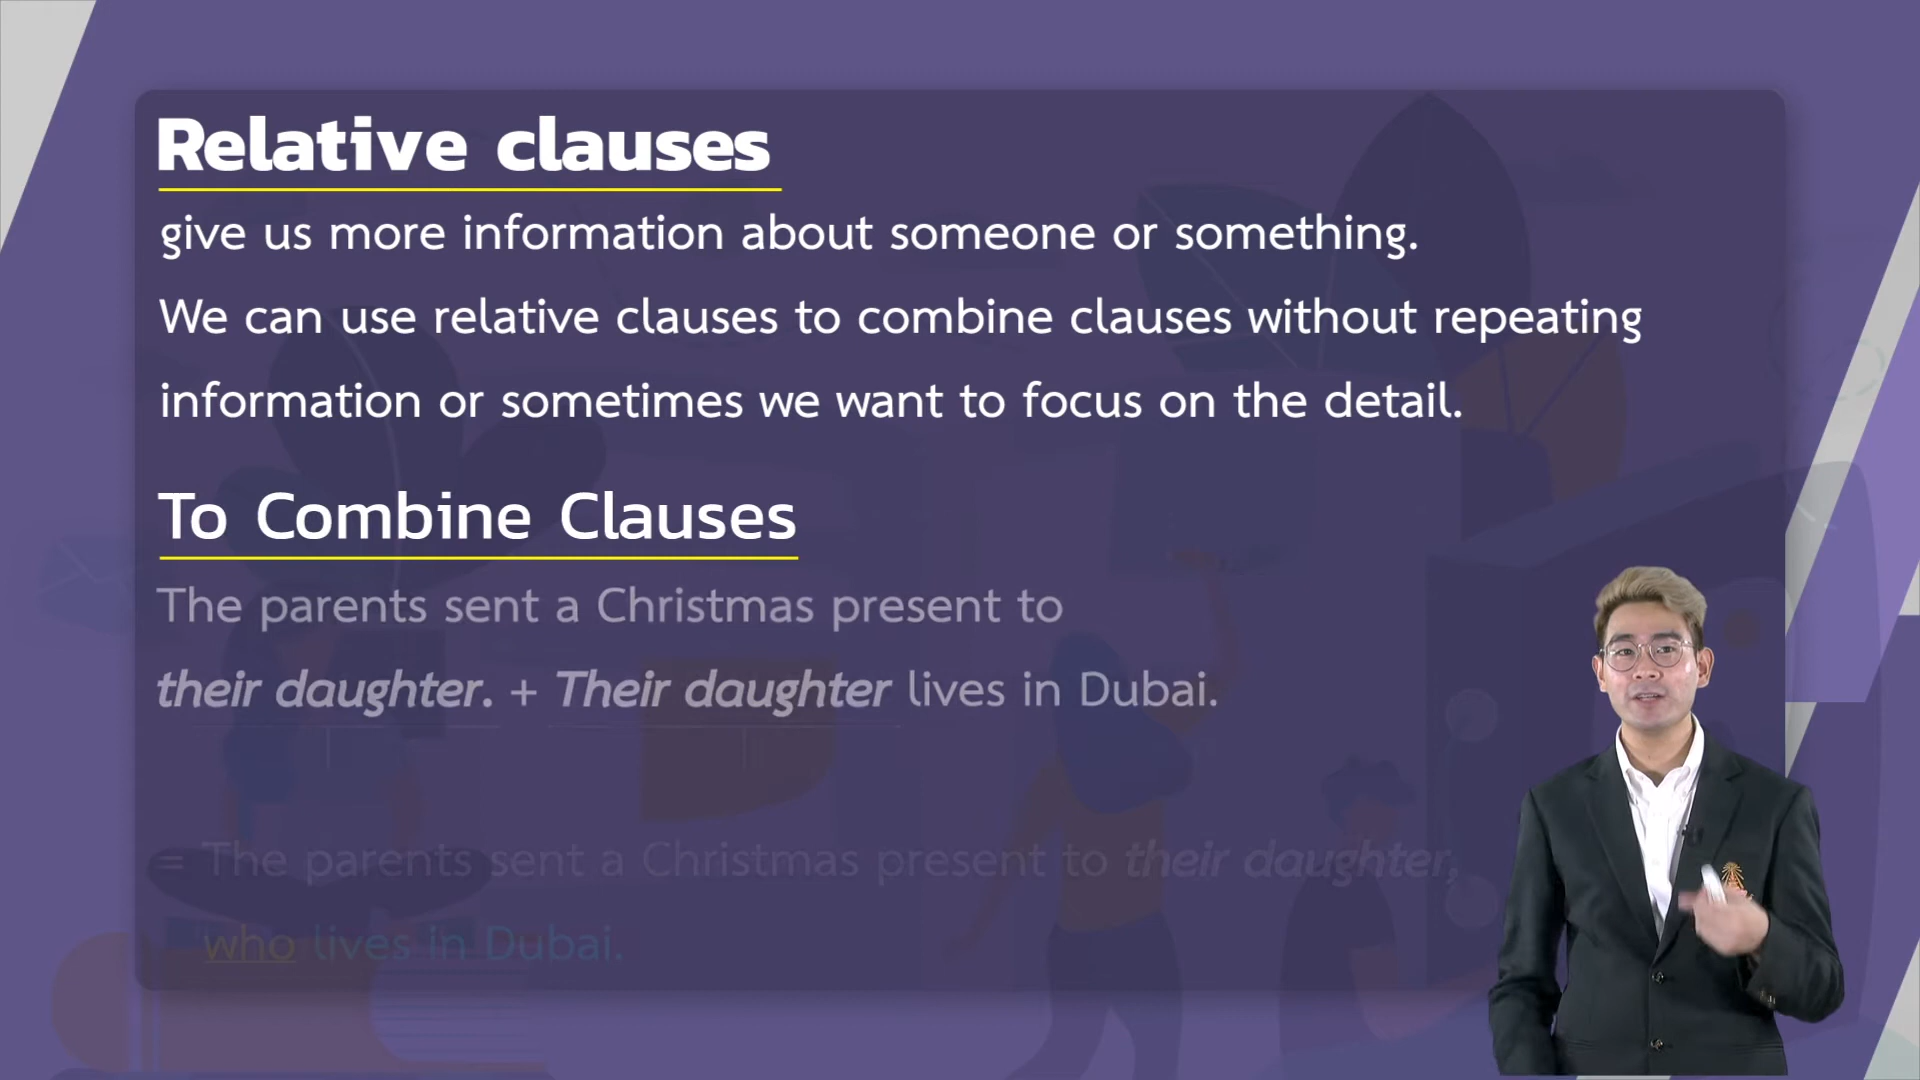 Relative clauses
give us more information about someone or something.
We can use relative clauses to combine clauses without repeating
information or sometimes we want to focus on the detail.
To Combine Clauses
The parents sent a Christmas present to
their daughter. + Their daughter lives in Dubai.
= The parents sent a Christmas present to their daughter,
who lives in Dubai.